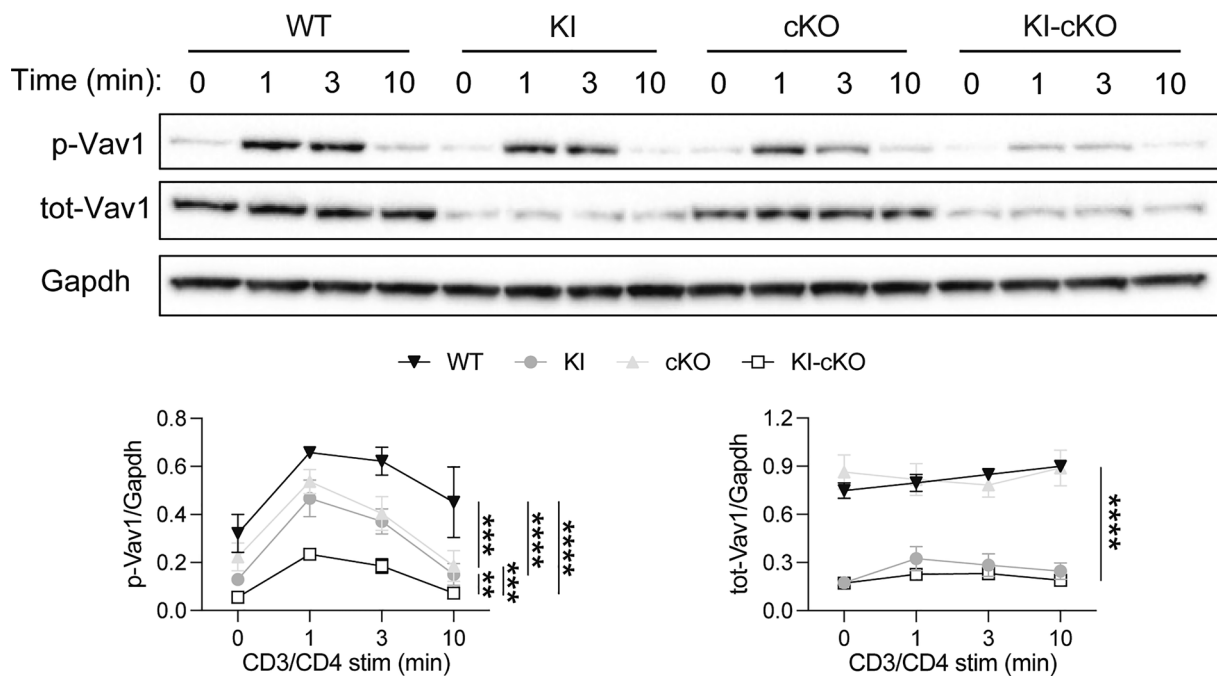 WT KI cKO KI-cKO
Time (min): 0 1 3 10 0 1 3 10 0 1 3 10 0 1 3 10
p-Vav1
tot-Vav1
Gapdh
WT KI cKO KI-cKO
p-Vav1/Gapdh
0.8
0.6
0.4
0.2
0.0
0 1 3 10
CD3/CD4 stim (min)
***
**
***
****
****
tot-Vav1/Gapdh
1.2
0.9
0.6
0.3
0.0
0 1 3 10
CD3/CD4 stim (min)
****